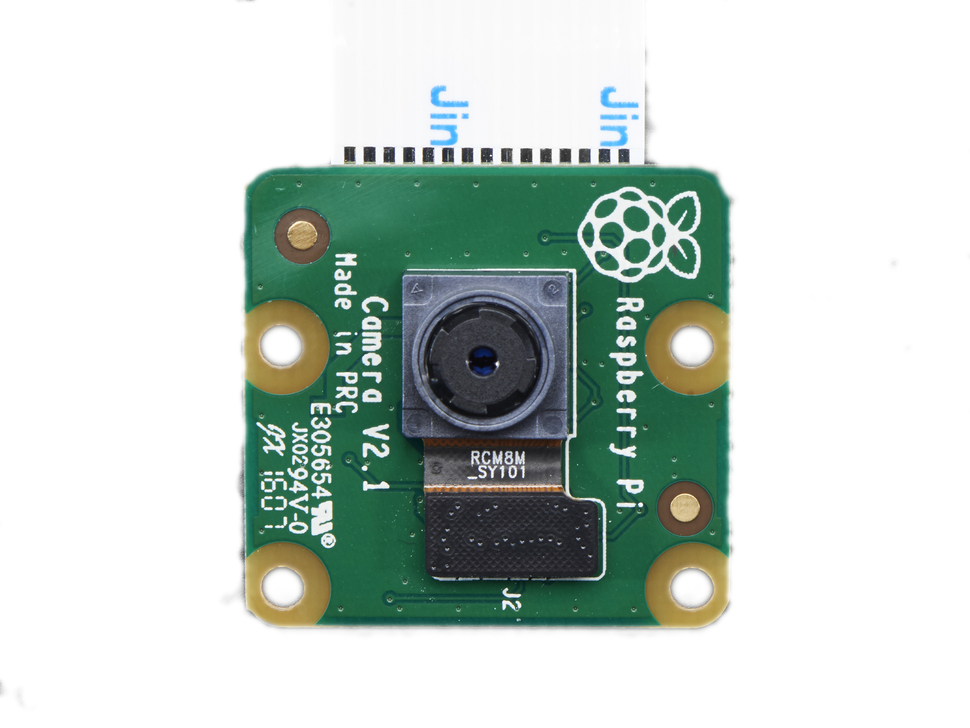 Jin
Jin
Raspberry Pi
Camera V2.1
Made in PRC
RCM8M
_SY101
E305654
JX0294V-0
1607
J2